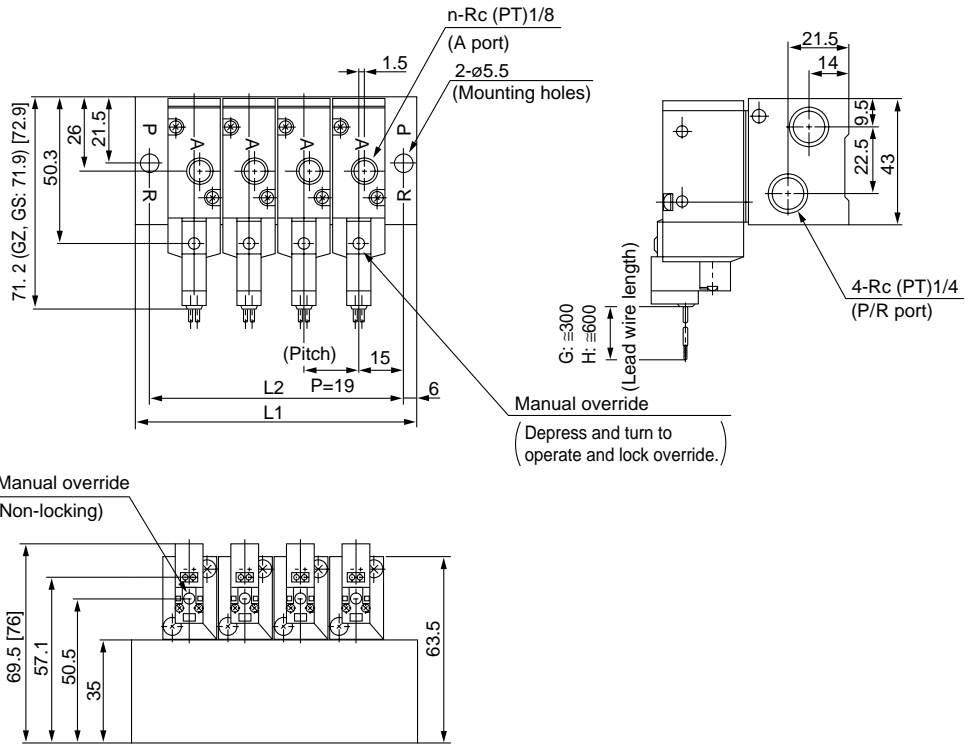 n-Rc (PT)1/8
(A port)
1.5
2-ø5.5
(Mounting holes)
21.5
14
71. 2 (GZ, GS: 71.9) [72.9]
50.3
26
21.5
P
R
A
A
A
A
P
R
9.5
22.5
43
4-Rc (PT)1/4
(P/R port)
G: ≅300
H: ≅600
(Lead wire length)
(Pitch)
15
L2
P=19
6
L1
Manual override
(Depress and turn to
operate and lock override.)
Manual override
Non-locking)
- +
- +
- +
- +
69.5 [76]
57.1
50.5
35
63.5